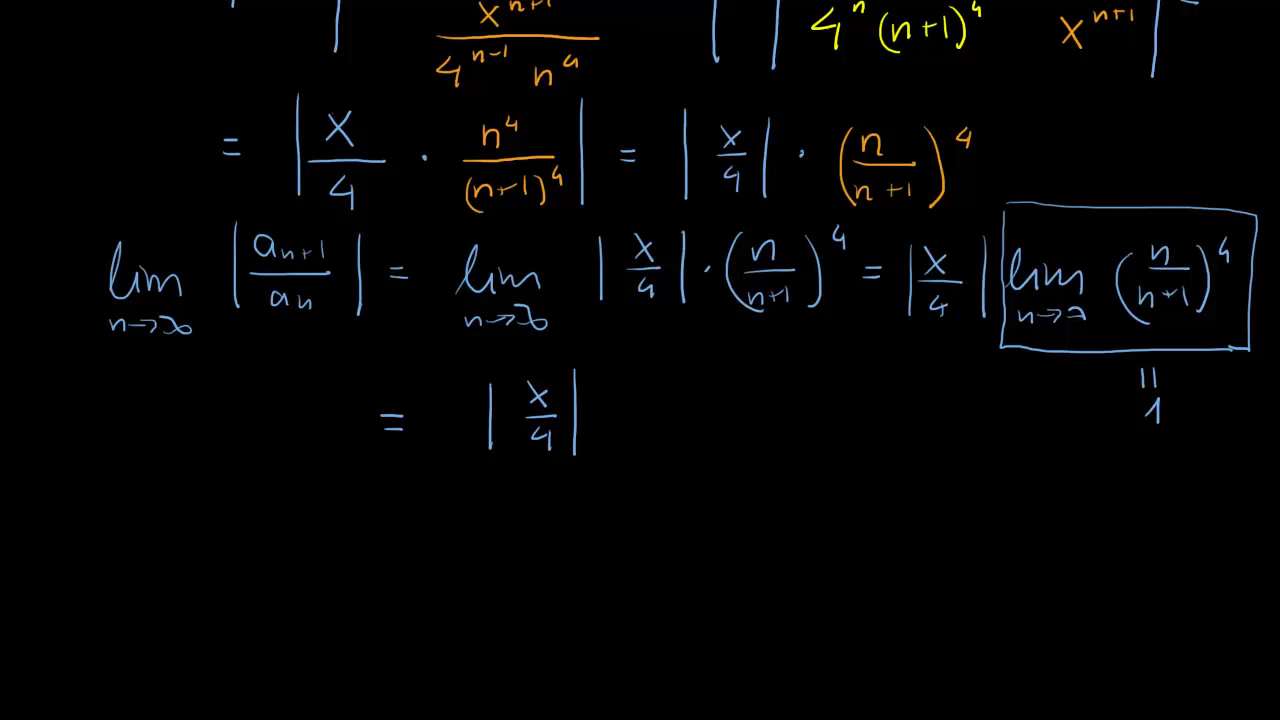 x^{n+1} / (4^{n-1} n^4) | | 4^n (n+1)^4 x^{n+1} |
= | x/4 · n^4/(n+1)^4 | = | x/4 | · (n/(n+1))^4
lim_{n→∞} | a_{n+1}/a_n | = lim_{n→∞} | x/4 | · (n/(n+1))^4 = | x/4 | lim_{n→∞} (n/(n+1))^4
= | x/4 | || 1